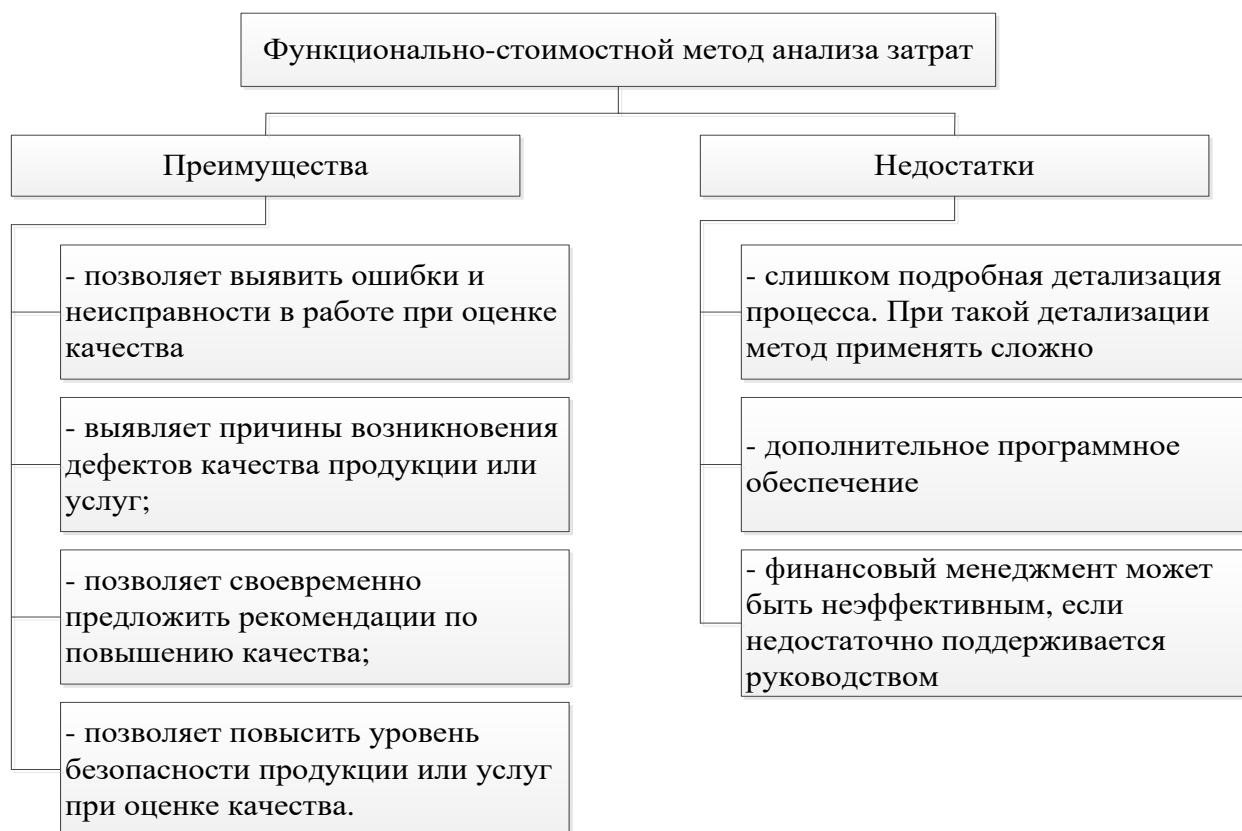 Функционально-стоимостной метод анализа затрат
Преимущества
- позволяет выявить ошибки и
неисправности в работе при оценке
качества
- выявляет причины возникновения
дефектов качества продукции или
услуг;
- позволяет своевременно
предложить рекомендации по
повышению качества;
- позволяет повысить уровень
безопасности продукции или услуг
при оценке качества.
Недостатки
- слишком подробная детализация
процесса. При такой детализации
метод применять сложно
- дополнительное программное
обеспечение
- финансовый менеджмент может
быть неэффективным, если
недостаточно поддерживается
руководством